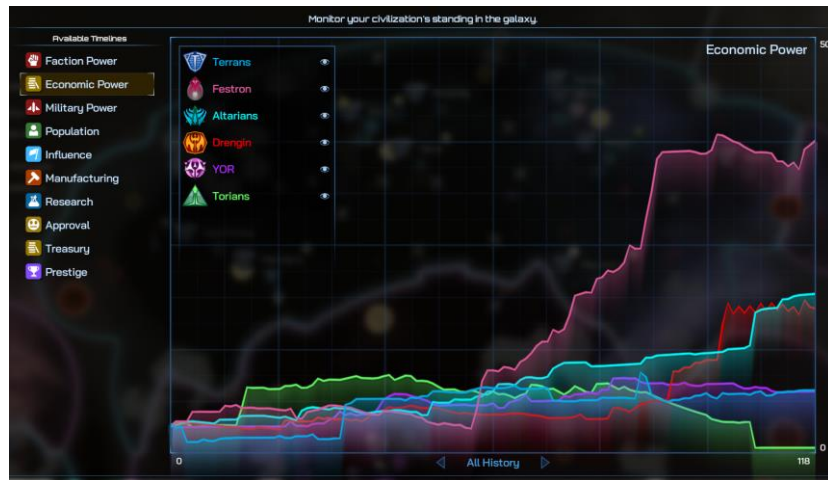 Monitor your civilization's standing in the galaxy.
Available Timelines
Faction Power
Economic Power
Military Power
Population
Influence
Manufacturing
Research
Approval
Treasury
Prestige
Terrans
Festron
Altarians
Drengin
YOR
Torians
Economic Power
50
0
0
All History
118